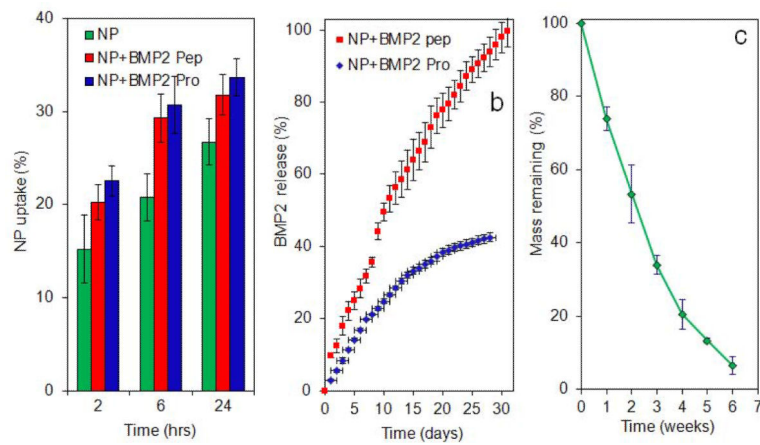 40
30
20
10
0
NP uptake (%)
NP
NP+BMP2 Pep
NP+BMP2 Pro
2 6 24
Time (hrs)
100
80
60
40
20
0
BMP2 release (%)
NP+BMP2 pep
NP+BMP2 Pro
b
0 5 10 15 20 25 30
Time (days)
100
80
60
40
20
0
Mass remaining (%)
c
0 1 2 3 4 5 6 7
Time (weeks)